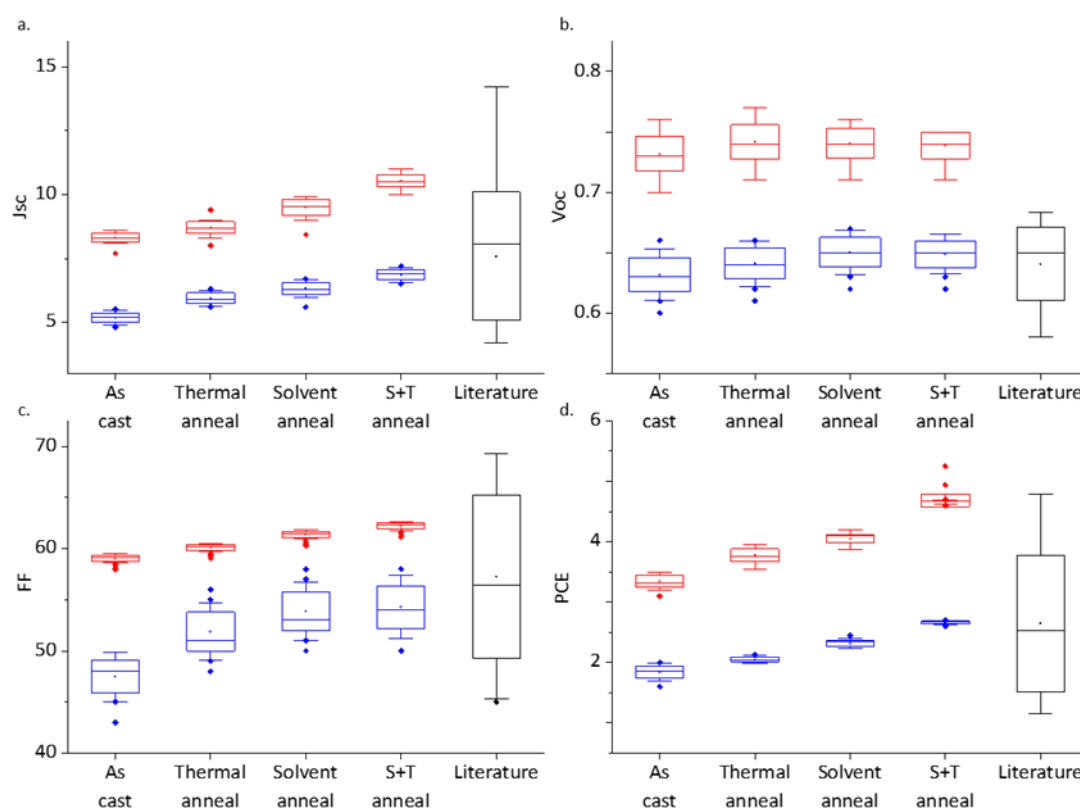 a.
b.
15
10
5
Jsc
0.8
0.7
0.6
Voc
As cast
Thermal anneal
Solvent anneal
S+T anneal
Literature
As cast
Thermal anneal
Solvent anneal
S+T anneal
Literature
c.
d.
70
60
50
40
FF
6
4
2
PCE
As cast
Thermal anneal
Solvent anneal
S+T anneal
Literature
As cast
Thermal anneal
Solvent anneal
S+T anneal
Literature